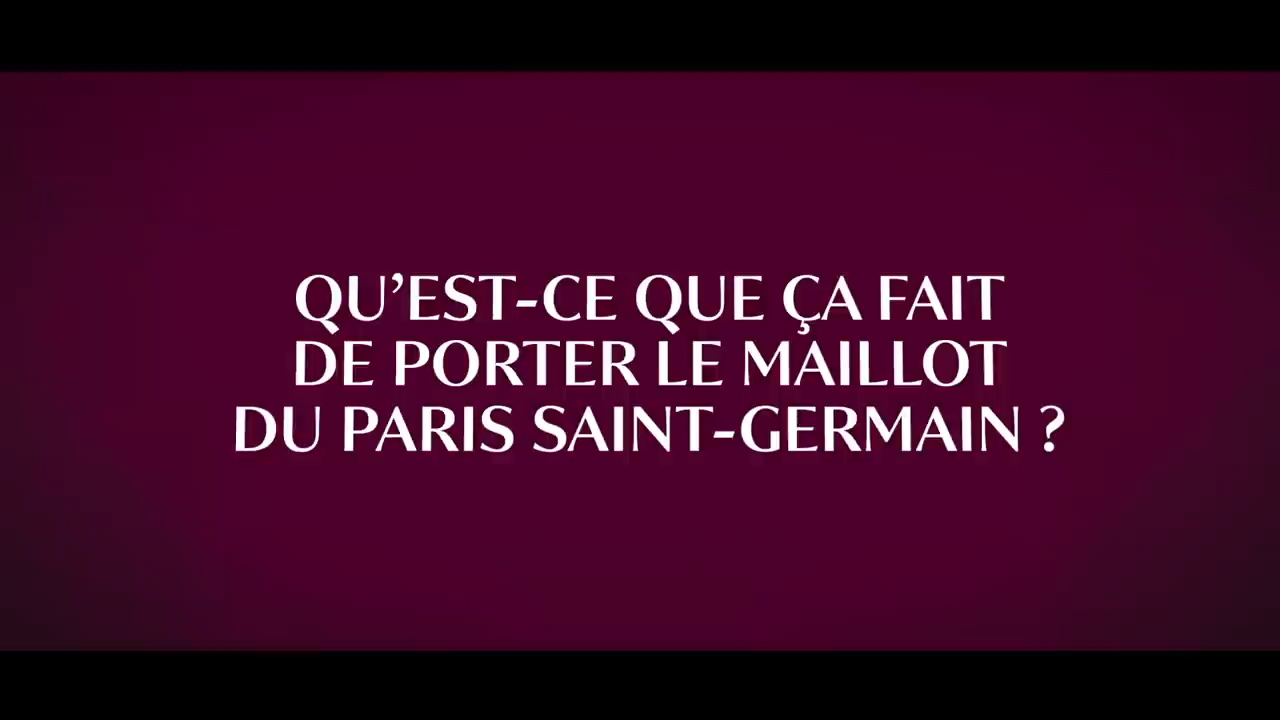 QU’EST-CE QUE ÇA FAIT
DE PORTER LE MAILLOT
DU PARIS SAINT-GERMAIN ?